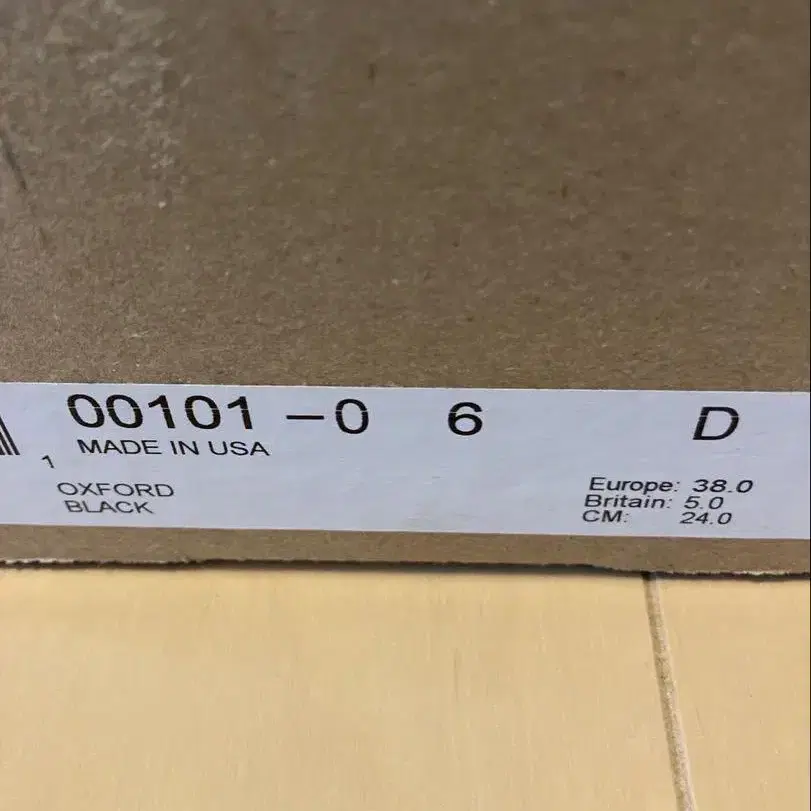 00101 -0 6 D
MADE IN USA
1
OXFORD
BLACK
Europe: 38.0
Britain: 5.0
CM: 24.0